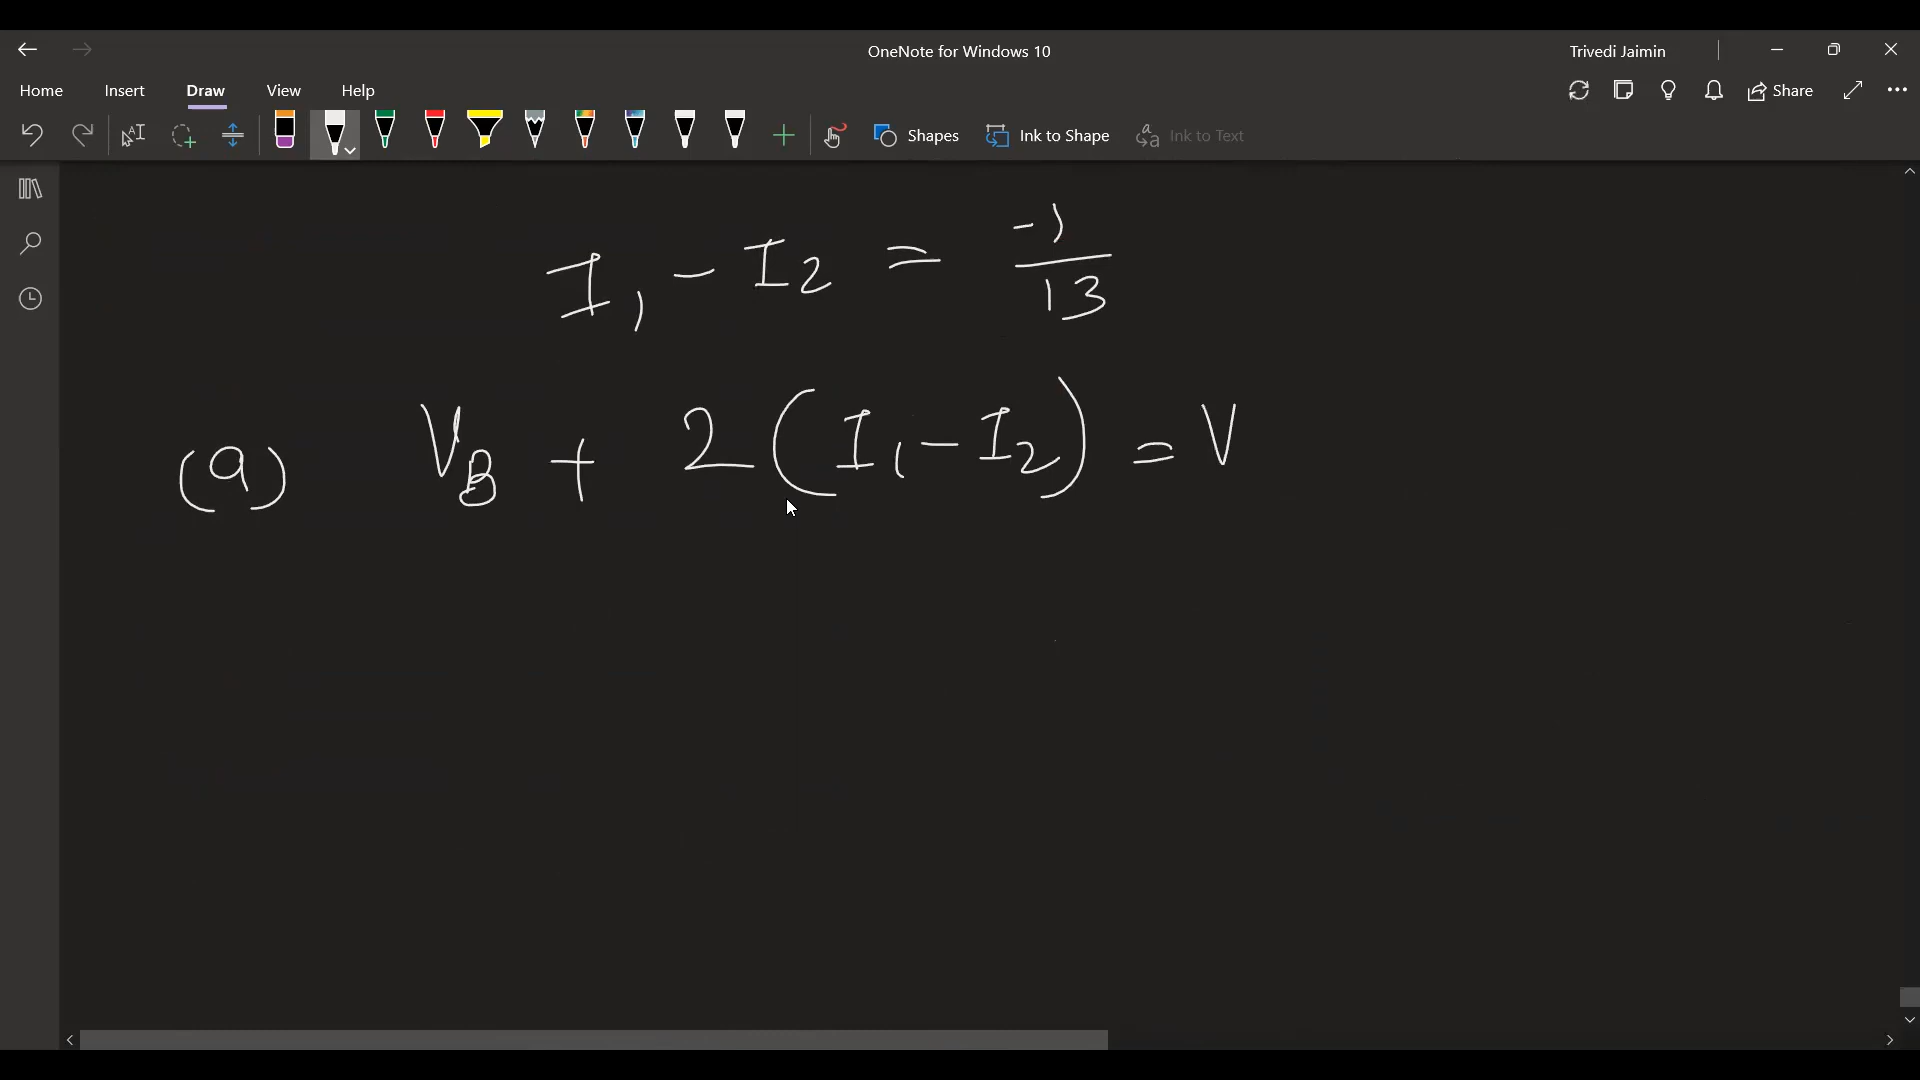 OneNote for Windows 10
Trivedi Jaimin
Home Insert Draw View Help
Share
Shapes Ink to Shape Ink to Text
I₁ - I₂ = -1/13
(a) V_B + 2(I₁ - I₂) = V